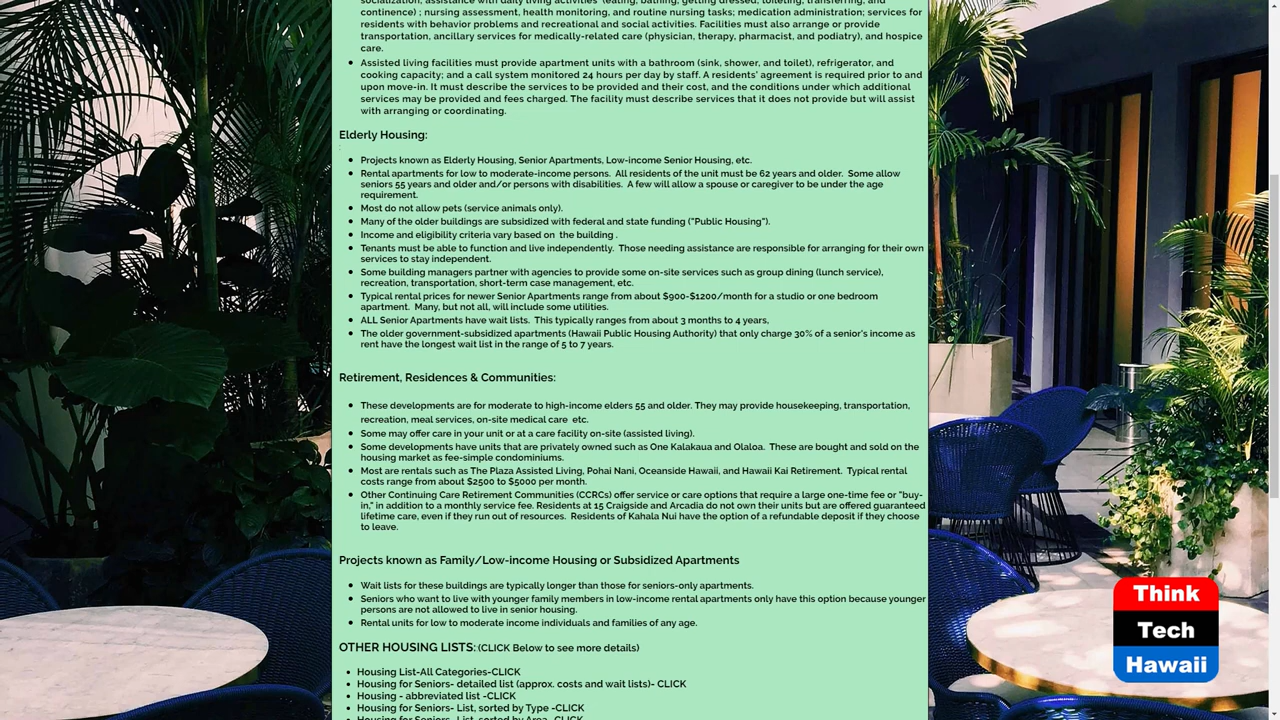 socialization, assistance with daily living activities (eating, bathing, getting dressed, toileting, transferring, and
continence) ; nursing assessment, health monitoring, and routine nursing tasks; medication administration; services for
residents with behavior problems and recreational and social activities. Facilities must also arrange or provide
transportation, ancillary services for medically-related care (physician, therapy, pharmacist, and podiatry), and hospice
care.
Assisted living facilities must provide apartment units with a bathroom (sink, shower, and toilet), refrigerator, and
cooking capacity; and a call system monitored 24 hours per day by staff. A residents' agreement is required prior to and
upon move-in. It must describe the services to be provided and their cost, and the conditions under which additional
services may be provided and fees charged. The facility must describe services that it does not provide but will assist
with arranging or coordinating.
Elderly Housing:
:
Projects known as Elderly Housing, Senior Apartments, Low-income Senior Housing, etc.
Rental apartments for low to moderate-income persons. All residents of the unit must be 62 years and older. Some allow
seniors 55 years and older and/or persons with disabilities. A few will allow a spouse or caregiver to be under the age
requirement.
Most do not allow pets (service animals only).
Many of the older buildings are subsidized with federal and state funding ("Public Housing").
Income and eligibility criteria vary based on the building .
Tenants must be able to function and live independently. Those needing assistance are responsible for arranging for their own
services to stay independent.
Some building managers partner with agencies to provide some on-site services such as group dining (lunch service),
recreation, transportation, short-term case management, etc.
Typical rental prices for newer Senior Apartments range from about $900-$1200/month for a studio or one bedroom
apartment. Many, but not all, will include some utilities.
ALL Senior Apartments have wait lists. This typically ranges from about 3 months to 4 years,
The older government-subsidized apartments (Hawaii Public Housing Authority) that only charge 30% of a senior's income as
rent have the longest wait list in the range of 5 to 7 years.
Retirement, Residences & Communities:
These developments are for moderate to high-income elders 55 and older. They may provide housekeeping, transportation,
recreation, meal services, on-site medical care etc.
Some may offer care in your unit or at a care facility on-site (assisted living).
Some developments have units that are privately owned such as One Kalakaua and Olaloa. These are bought and sold on the
housing market as fee-simple condominiums.
Most are rentals such as The Plaza Assisted Living, Pohai Nani, Oceanside Hawaii, and Hawaii Kai Retirement. Typical rental
costs range from about $2500 to $5000 per month.
Other Continuing Care Retirement Communities (CCRCs) offer service or care options that require a large one-time fee or "buy-
in," in addition to a monthly service fee. Residents at 15 Craigside and Arcadia do not own their units but are offered guaranteed
lifetime care, even if they run out of resources. Residents of Kahala Nui have the option of a refundable deposit if they choose
to leave.
Projects known as Family/Low-income Housing or Subsidized Apartments
Wait lists for these buildings are typically longer than those for seniors-only apartments.
Seniors who want to live with younger family members in low-income rental apartments only have this option because younger
persons are not allowed to live in senior housing.
Rental units for low to moderate income individuals and families of any age.
OTHER HOUSING LISTS: (CLICK Below to see more details)
Housing List-All Categories-CLICK
Housing for Seniors- detailed list (approx. costs and wait lists)- CLICK
Housing - abbreviated list -CLICK
Housing for Seniors- List, sorted by Type -CLICK
Housing for Seniors- List, sorted by Area -CLICK
Think
Tech
Hawaii